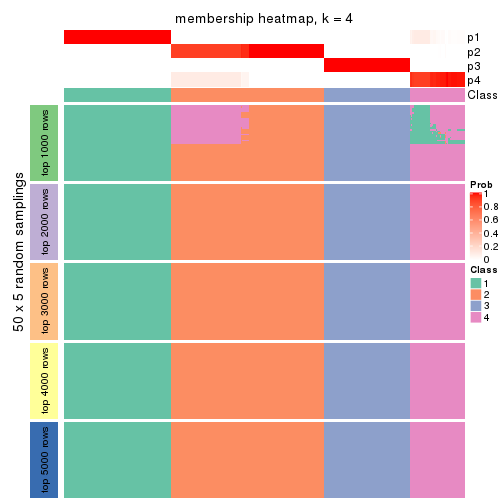 membership heatmap, k = 4
p1
p2
p3
p4
Class
50 x 5 random samplings
top 1000 rows
top 2000 rows
top 3000 rows
top 4000 rows
top 5000 rows
Prob
1
0.8
0.6
0.4
0.2
0
Class
1
2
3
4